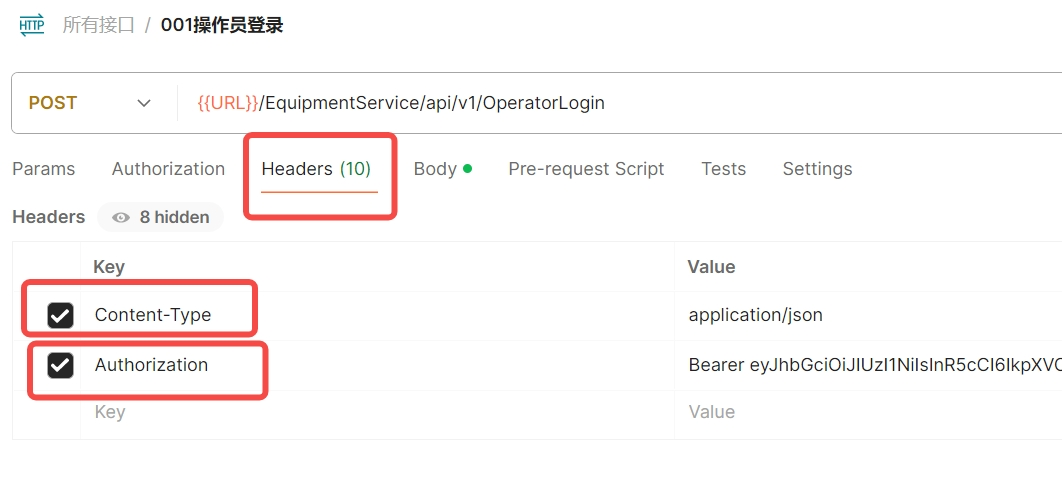 HTTP 所有接口 / 001操作员登录
POST {{URL}}/EquipmentService/api/v1/OperatorLogin
Params Authorization Headers (10) Body Pre-request Script Tests Settings
Headers 8 hidden
Key Value
Content-Type application/json
Authorization Bearer eyJhbGciOiJIUzI1NiIsInR5cCI6IkpXVC
Key Value